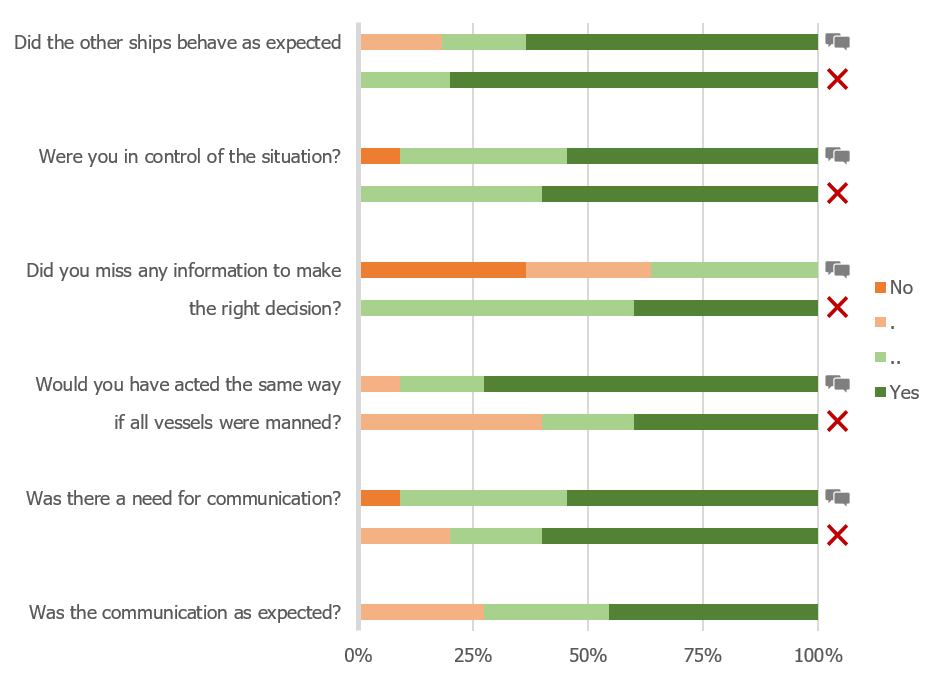 Did the other ships behave as expected
Were you in control of the situation?
Did you miss any information to make
the right decision?
Would you have acted the same way
if all vessels were manned?
Was there a need for communication?
Was the communication as expected?
0% 25% 50% 75% 100%
No
.
..
Yes